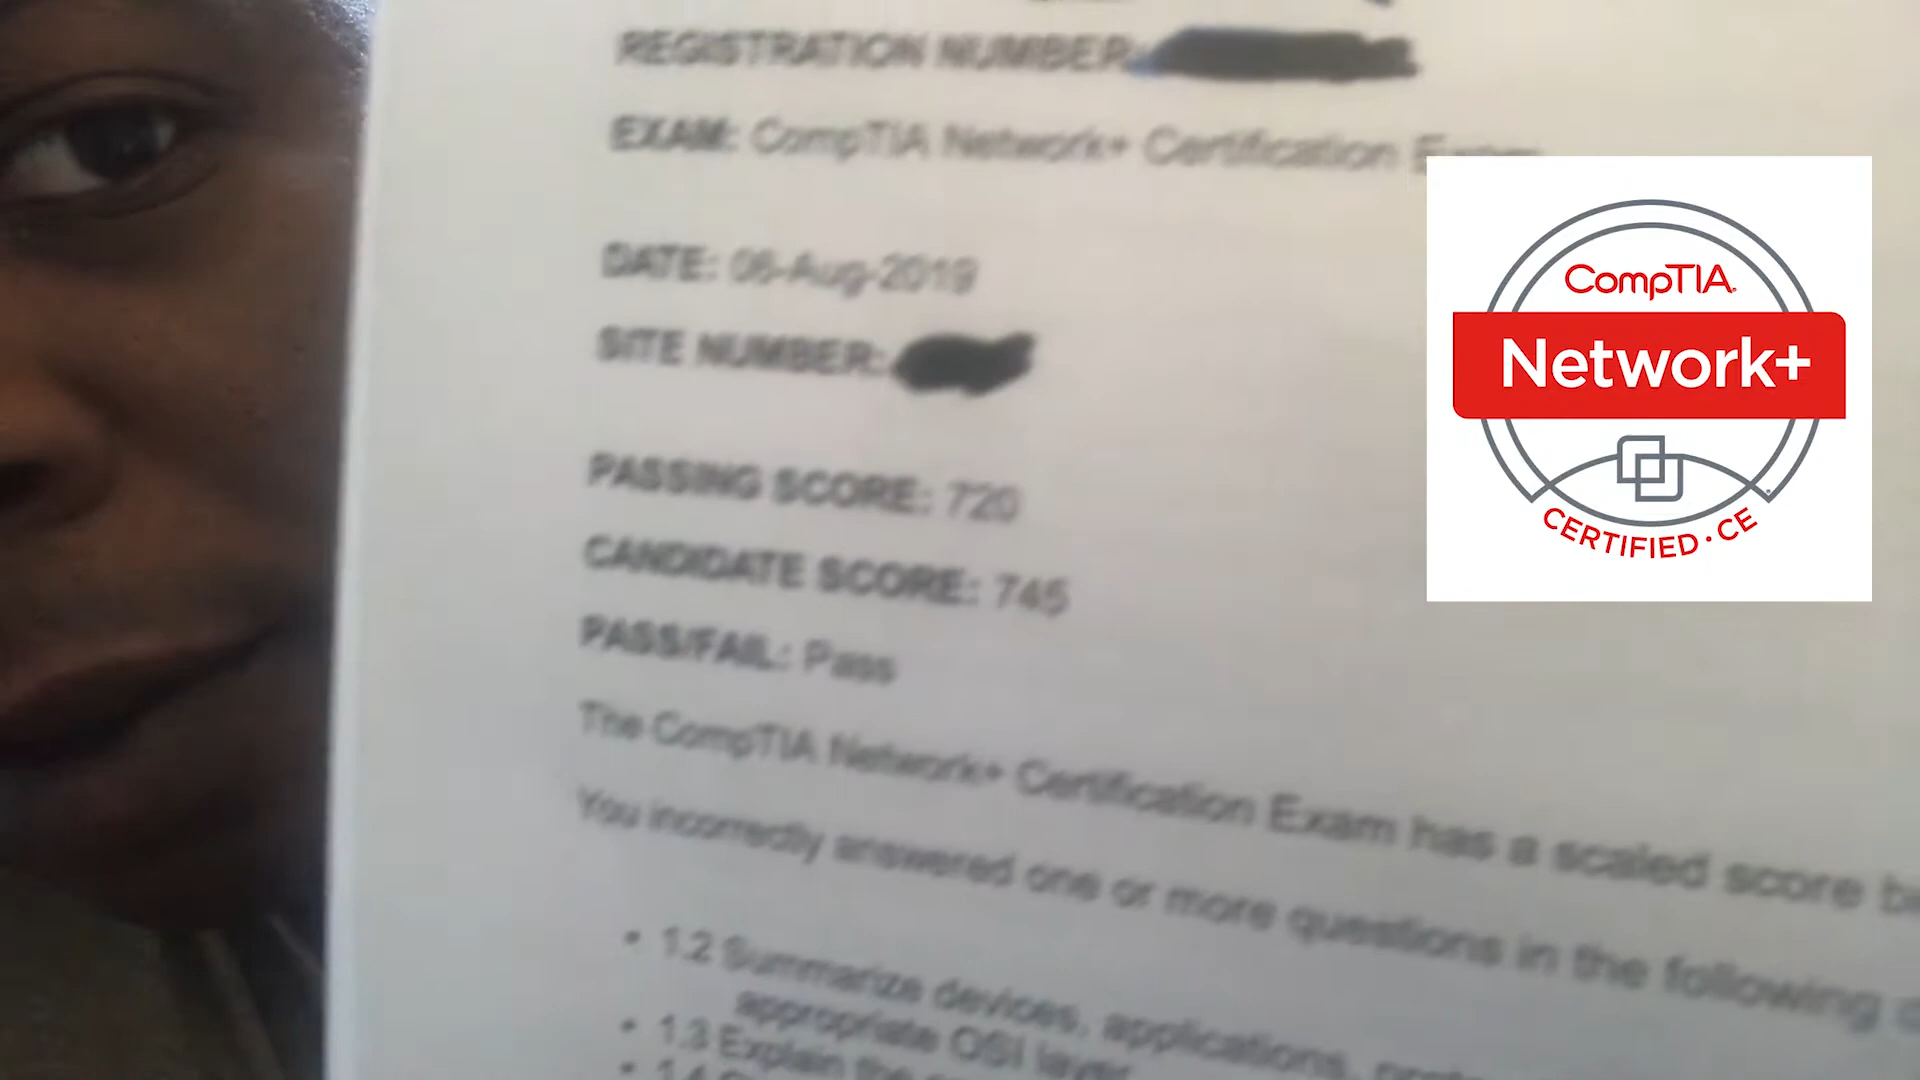 REGISTRATION NUMBER:
EXAM: CompTIA Network+ Certification Exam
DATE: 06-Aug-2019
SITE NUMBER:
PASSING SCORE: 720
CANDIDATE SCORE: 745
PASS/FAIL: Pass
The CompTIA Network+ Certification Exam has a scaled score
You incorrectly answered one or more questions in the following
• 1.2 Summarize devices, applications,
appropriate OSI layer
• 1.3 Explain the
• 1.4
CompTIA.
Network+
CERTIFIED · CE